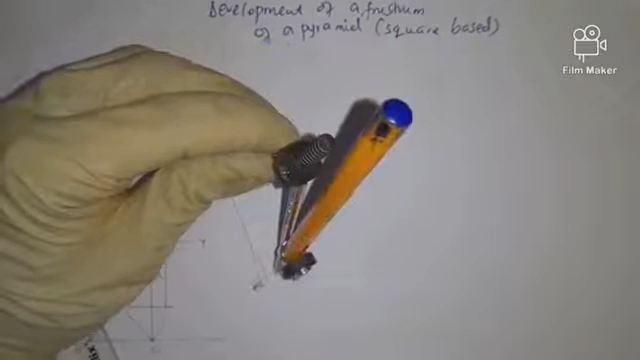 Development of a frustum
of a pyramid (square based)
Film Maker